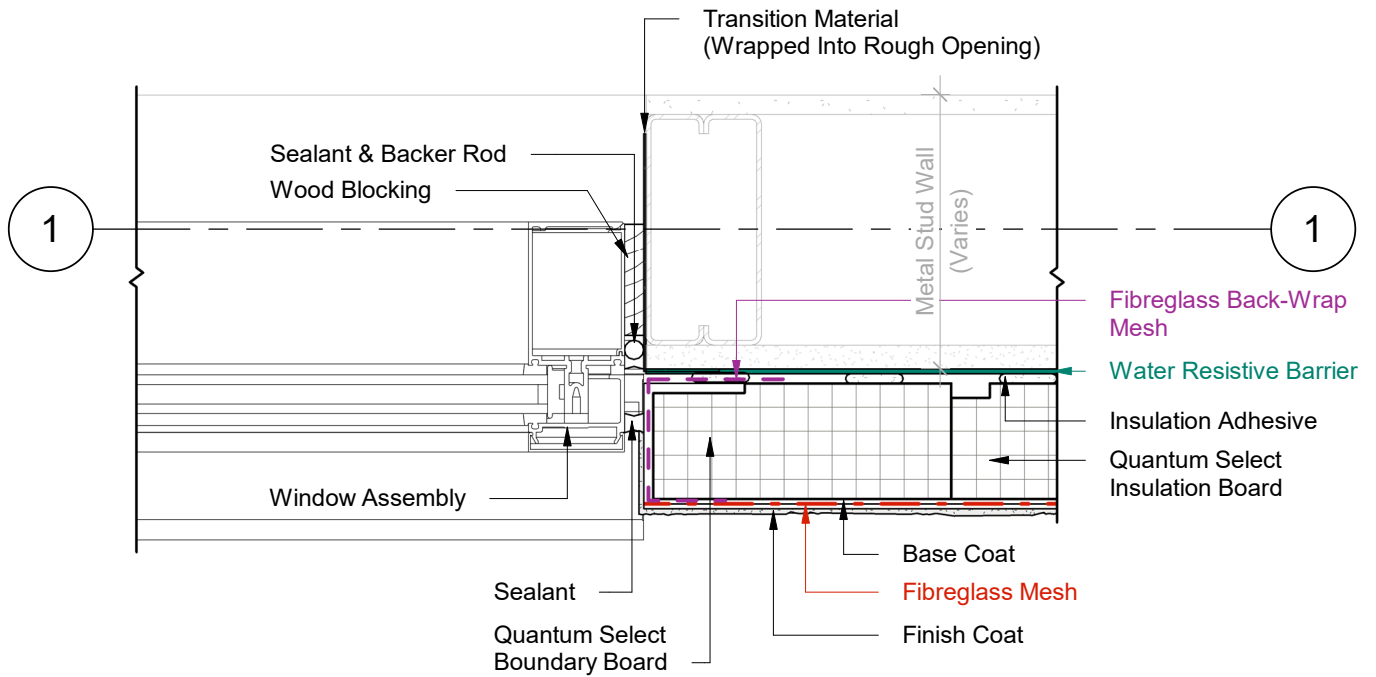 Transition Material
(Wrapped Into Rough Opening)
Sealant & Backer Rod
Wood Blocking
1
1
Metal Stud Wall
(Varies)
Fibreglass Back-Wrap
Mesh
Water Resistive Barrier
Insulation Adhesive
Quantum Select
Insulation Board
Window Assembly
Base Coat
Sealant
Fibreglass Mesh
Quantum Select
Boundary Board
Finish Coat